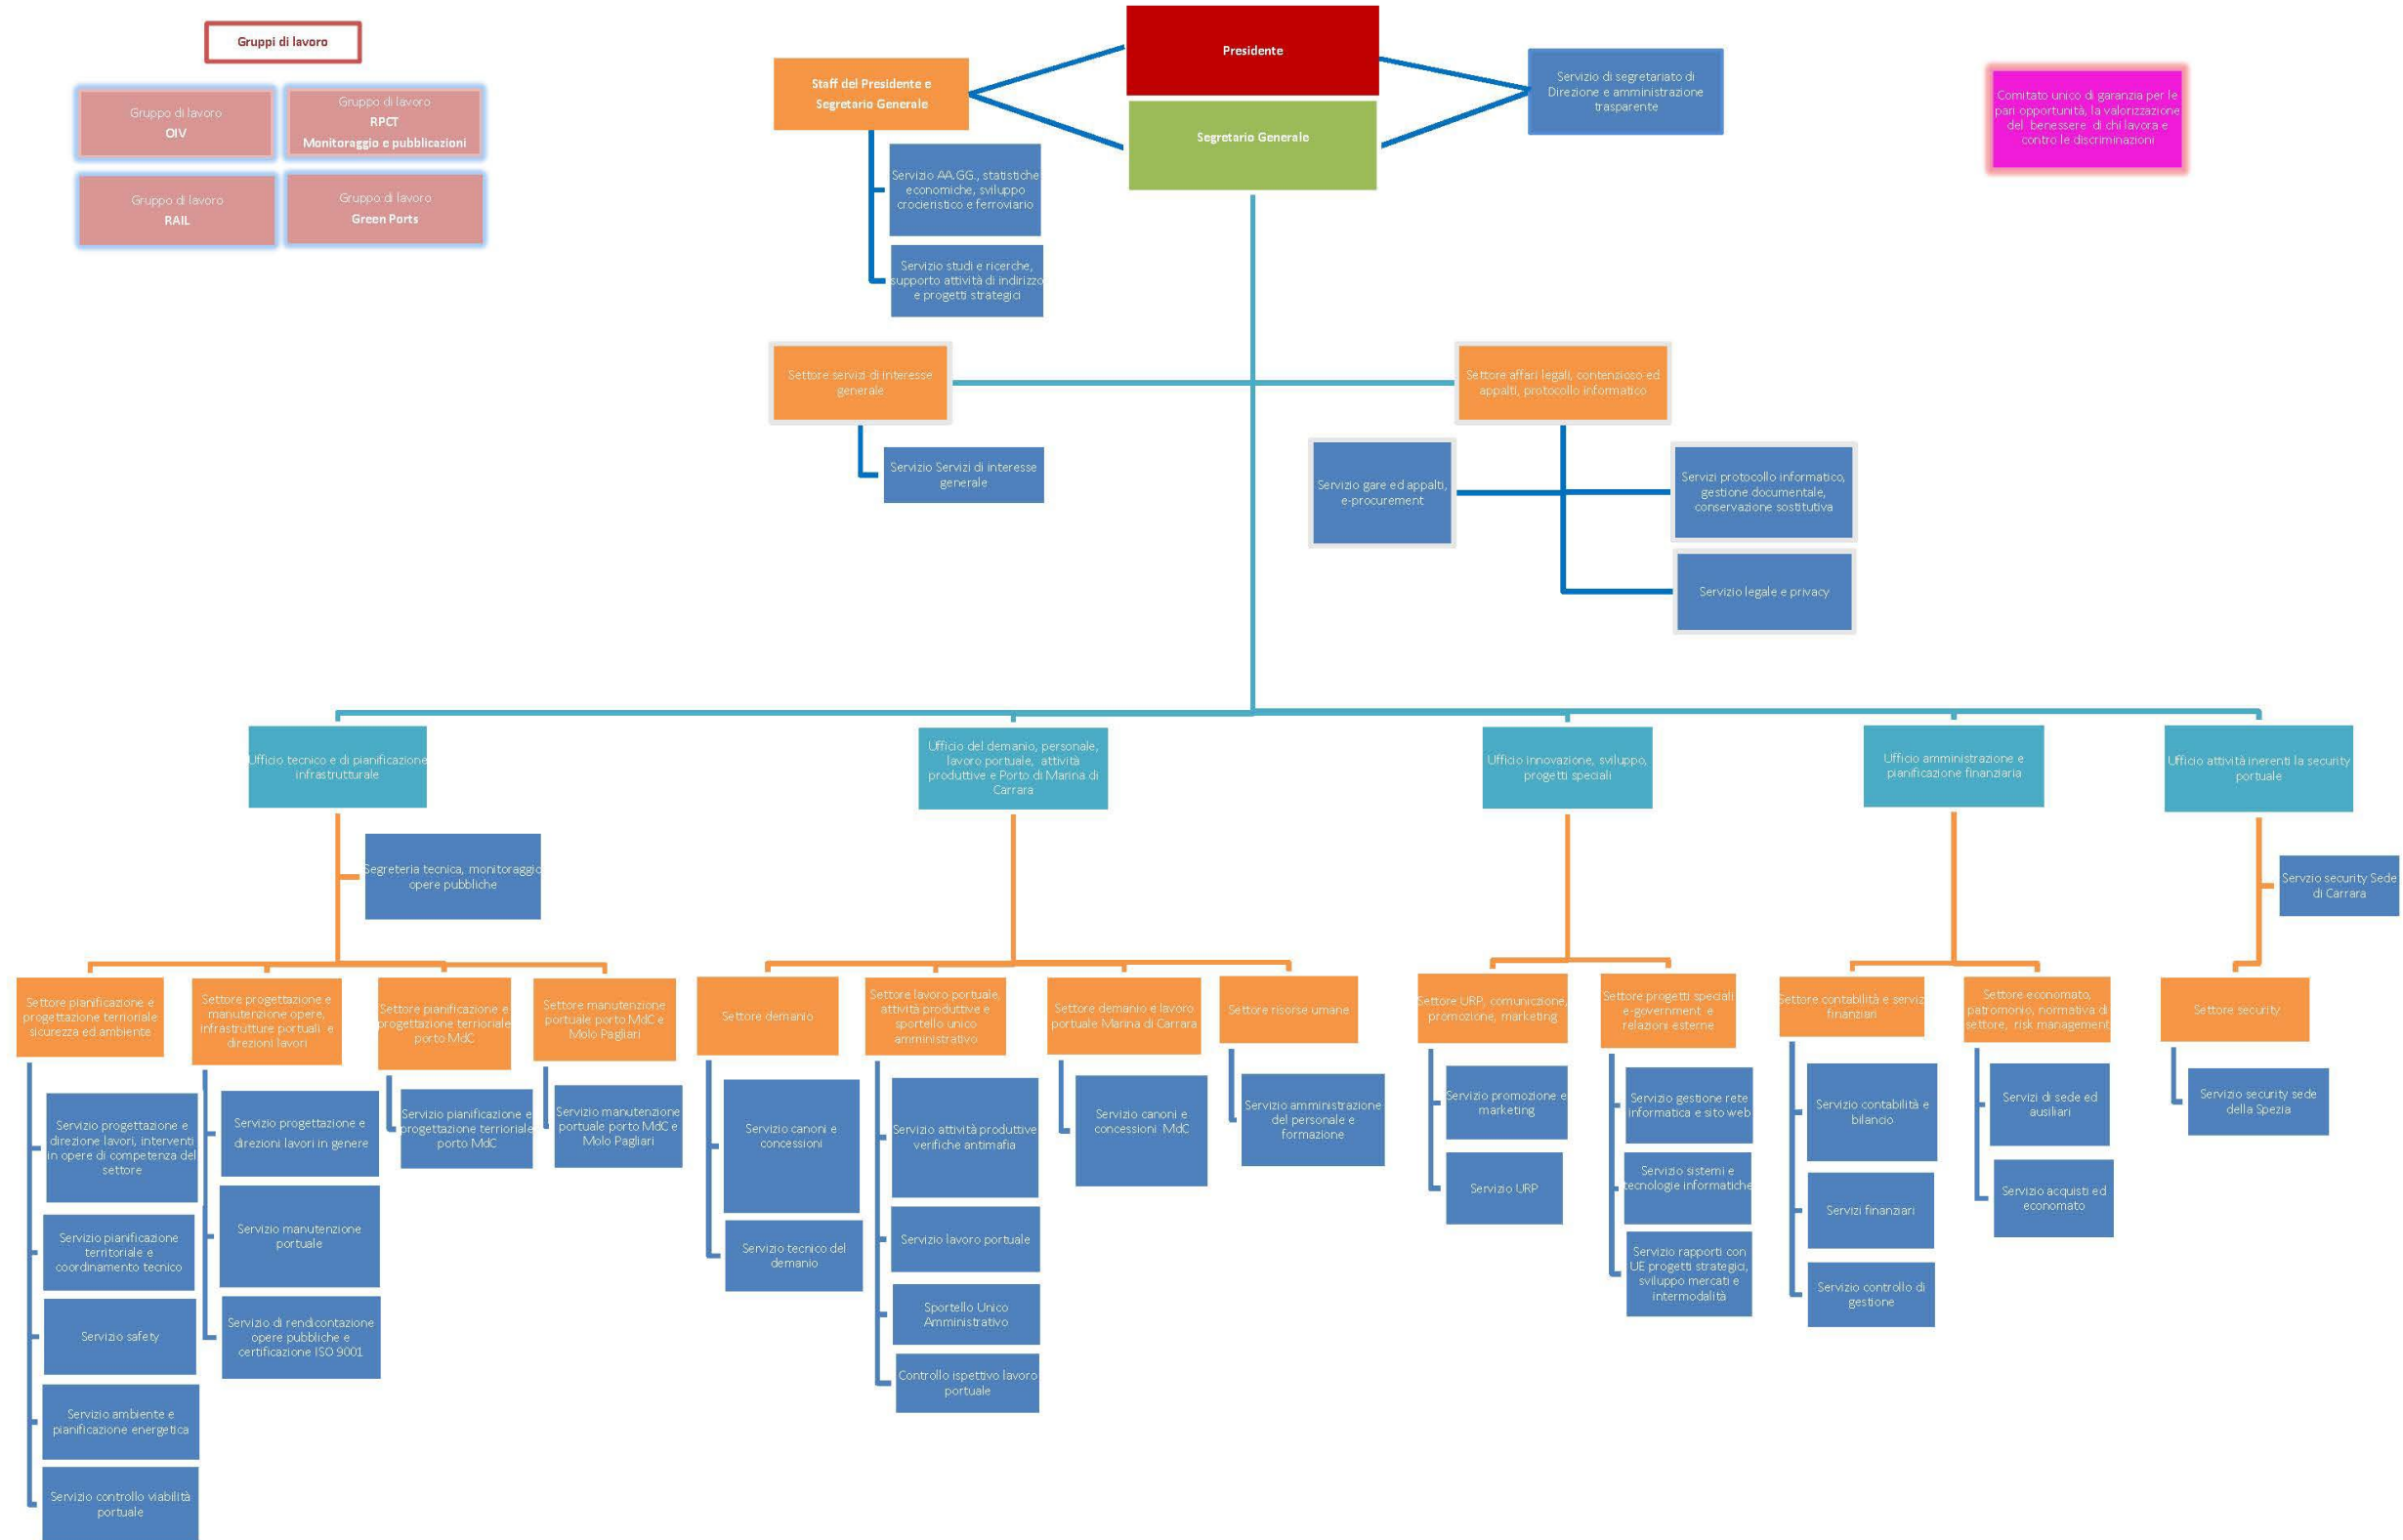 Gruppi di lavoro
Gruppo di lavoro
OIV
Gruppo di lavoro
RPCT
Monitoraggio e pubblicazioni
Gruppo di lavoro
RAIL
Gruppo di lavoro
Green Ports
Presidente
Segretario Generale
Staff del Presidente e
Segretario Generale
Servizio di segretariato di
Direzione e amministrazione
trasparente
Comitato unico di garanzia per le
pari opportunità, la valorizzazione
del benessere di chi lavora e
contro le discriminazioni
Servizio AA.GG., statistiche
economiche, sviluppo
crocieristico e ferroviario
Servizio studi e ricerche,
supporto attività di indirizzo
e progetti strategici
Settore servizi di interesse
generale
Settore affari legali, contenzioso ed
appalti, protocollo informatico
Servizio Servizi di interesse
generale
Servizio gare ed appalti,
e-procurement
Servizi protocollo informatico,
gestione documentale,
conservazione sostitutiva
Servizio legale e privacy
Ufficio tecnico e di pianificazione
infrastrutturale
Ufficio del demanio, personale,
lavoro portuale, attività
produttive e Porto di Marina di
Carrara
Ufficio innovazione, sviluppo,
progetti speciali
Ufficio amministrazione e
pianificazione finanziaria
Ufficio attività inerenti la security
portuale
Segreteria tecnica, monitoraggio
opere pubbliche
Servzio security Sede
di Carrara
Settore pianificazione e
progettazione terrioriale
sicurezza ed ambiente
Settore progettazione e
manutenzione opere,
infrastrutture portuali e
direzioni lavori
Settore pianificazione e
progettazione terrioriale
porto MdC
Settore manutenzione
portuale porto MdC e
Molo Pagliari
Settore demanio
Settore lavoro portuale,
attività produttive e
sportello unico
amministrativo
Settore demanio e lavoro
portuale Marina di Carrara
Settore risorse umane
Settore URP, comuniczione,
promozione, marketing
Settore progetti speciali
e-government e
relazioni esterne
Settore contabilità e serviz
finanziari
Settore economato,
patromonio, normativa di
settore, risk management
Settore security
Servizio progettazione e
direzione lavori, interventi
in opere di competenza del
settore
Servizio pianificazione
territoriale e
coordinamento tecnico
Servizio safety
Servizio ambiente e
pianificazione energetica
Servizio controllo viabilità
portuale
Servizio progettazione e
direzioni lavori in genere
Servizio manutenzione
portuale
Servizio di rendicontazione
opere pubbliche e
certificazione ISO 9001
Servizio pianificazione e
progettazione terrioriale
porto MdC
Servizio manutenzione
portuale porto MdC e
Molo Pagliari
Servizio canoni e
concessioni
Servizio tecnico del
demanio
Servizio attività produttive
verifiche antimafia
Servizio lavoro portuale
Sportello Unico
Amministrativo
Controllo ispettivo lavoro
portuale
Servizio canoni e
concessioni MdC
Servizio amministrazione
del personale e
formazione
Servizio promozione e
marketing
Servizio URP
Servizio gestione rete
informatica e sito web
Servizio sistemi e
tecnologie informatiche
Servizio rapporti con
UE progetti strategici,
sviluppo mercati e
intermodalità
Servizio contabilità e
bilancio
Servizi finanziari
Servizio controllo di
gestione
Servizi di sede ed
ausiliari
Servizio acquisti ed
economato
Servizio security sede
della Spezia